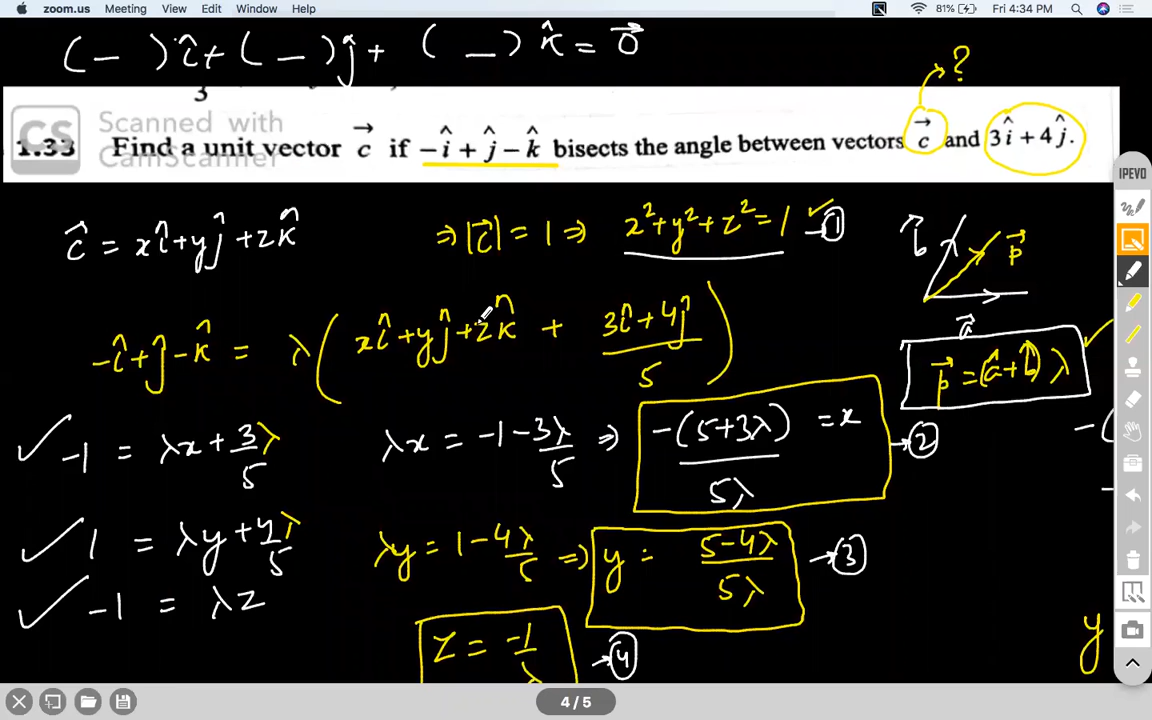 zoom.us Meeting View Edit Window Help 81% Fri 4:34 PM
( — ) î + ( — ) ĵ + ( — ) k̂ = 0⃗
3
CS Scanned with CamScanner
1.33 Find a unit vector c⃗ if −î + ĵ − k̂ bisects the angle between vectors c⃗ and 3î + 4ĵ.
?
c⃗ = xî + yĵ + zk̂ ⇒ |c⃗| = 1 ⇒ x² + y² + z² = 1 → ①
b⃗ p⃗ a⃗
−î + ĵ − k̂ = λ ( xî + yĵ + zk̂ + (3î + 4ĵ)/5 )
p⃗ = (â + b̂) λ
−1 = λx + 3λ/5 λx = −1 − 3λ/5 ⇒ −(5+3λ)/5λ = x → ②
1 = λy + 4λ/5 λy = 1 − 4λ/5 ⇒ y = (5−4λ)/5λ → ③
−1 = λz
z = −1/λ → ④
y
IPEVO
4 / 5